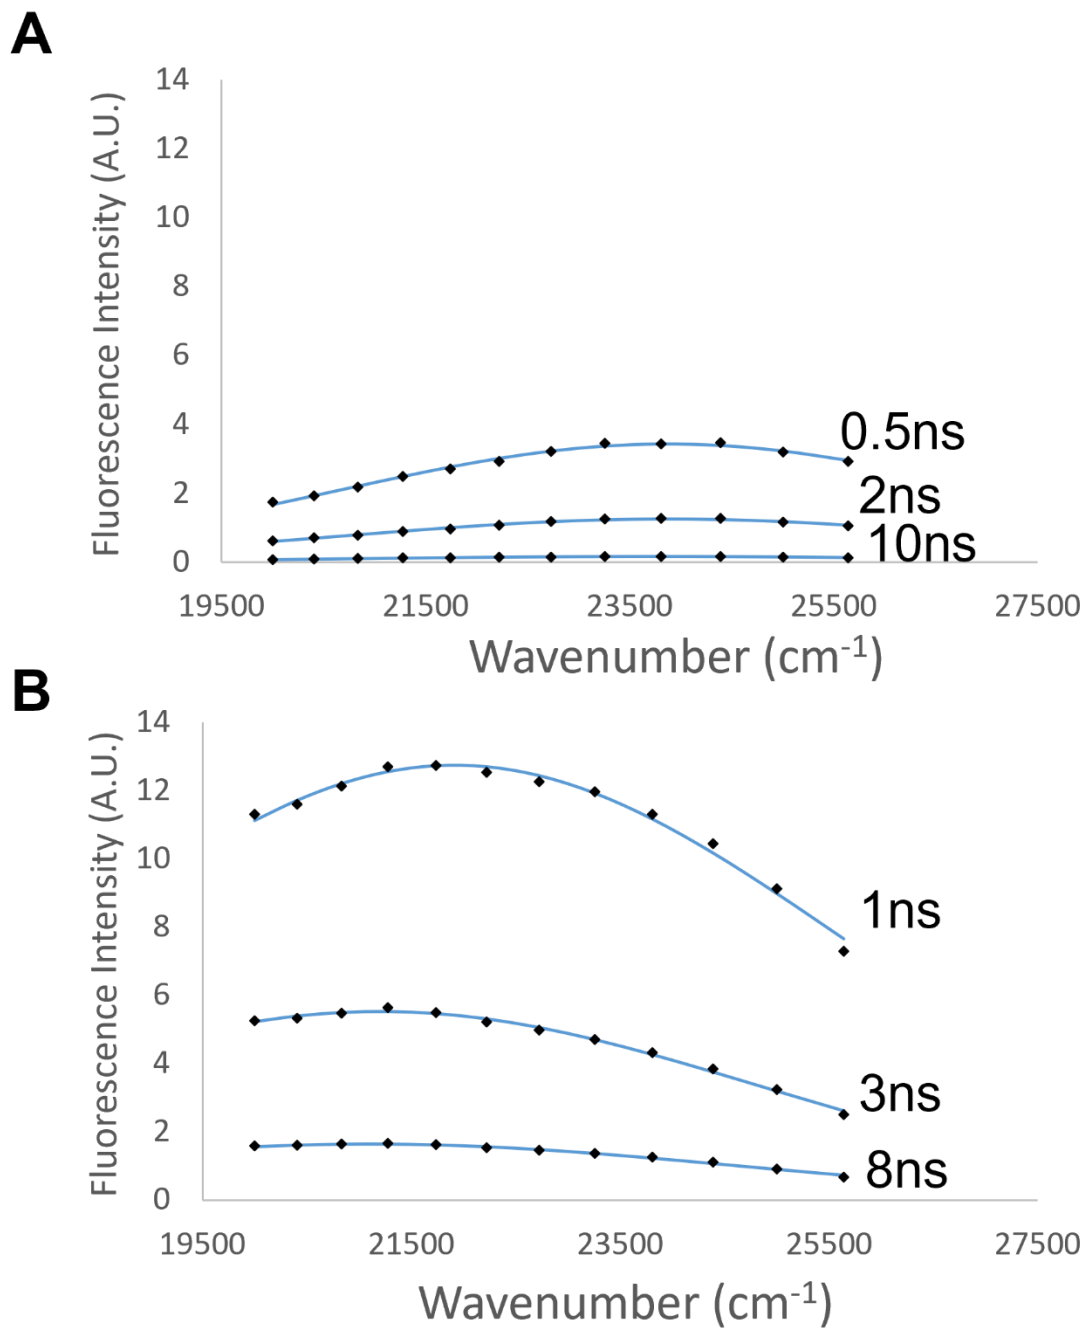 A
Fluorescence Intensity (A.U.)
14
12
10
8
6
4
2
0
0.5ns
2ns
10ns
19500 21500 23500 25500 27500
Wavenumber (cm-1)
B
Fluorescence Intensity (A.U.)
14
12
10
8
6
4
2
0
1ns
3ns
8ns
19500 21500 23500 25500 27500
Wavenumber (cm-1)